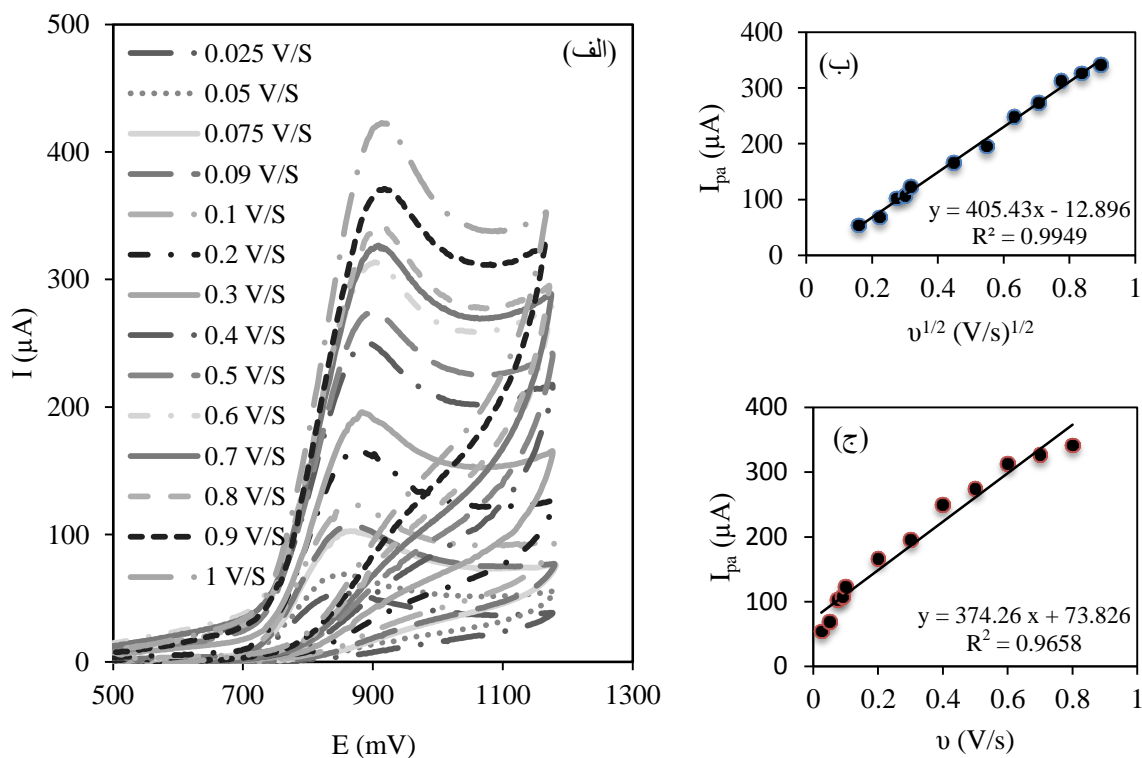 (الف)
500
400
300
200
100
0
I (µA)
0.025 V/S
0.05 V/S
0.075 V/S
0.09 V/S
0.1 V/S
0.2 V/S
0.3 V/S
0.4 V/S
0.5 V/S
0.6 V/S
0.7 V/S
0.8 V/S
0.9 V/S
1 V/S
500 700 900 1100 1300
E (mV)
(ب)
400
300
200
100
0
I_pa (µA)
y = 405.43x - 12.896
R² = 0.9949
0 0.2 0.4 0.6 0.8 1
υ^1/2 (V/s)^1/2
(ج)
400
300
200
100
0
I_pa (µA)
y = 374.26 x + 73.826
R² = 0.9658
0 0.2 0.4 0.6 0.8 1
υ (V/s)